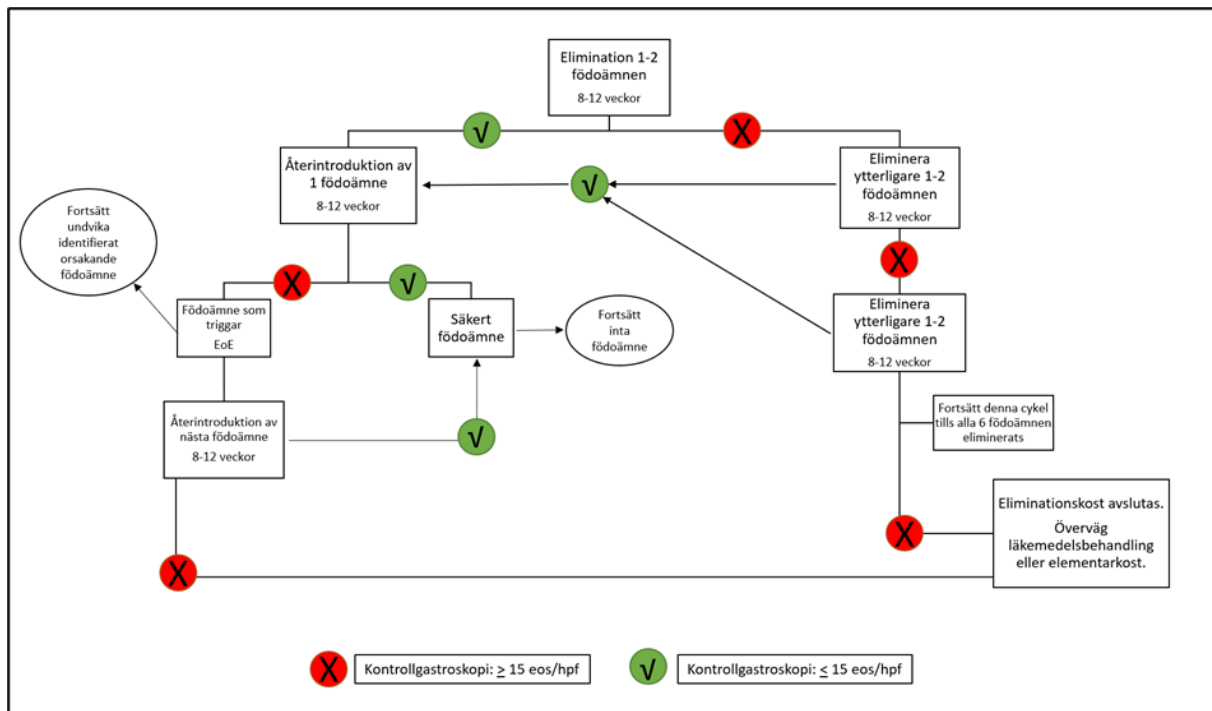 Elimination 1-2
födoämnen
8-12 veckor
√
X
Återintroduktion av
1 födoämne
8-12 veckor
√
Eliminera
ytterligare 1-2
födoämnen
8-12 veckor
Fortsätt
undvika
identifierat
orsakande
födoämne
X
√
X
Födoämne som
triggar
EoE
Säkert
födoämne
Fortsätt
inta
födoämne
Eliminera
ytterligare 1-2
födoämnen
8-12 veckor
Återintroduktion av
nästa födoämne
8-12 veckor
√
Fortsätt denna cykel
tills alla 6 födoämnen
eliminerats
X
Eliminationskost avslutas.
Överväg
läkemedelsbehandling
eller elementarkost.
X
X Kontrollgastroskopi: ≥ 15 eos/hpf
√ Kontrollgastroskopi: ≤ 15 eos/hpf